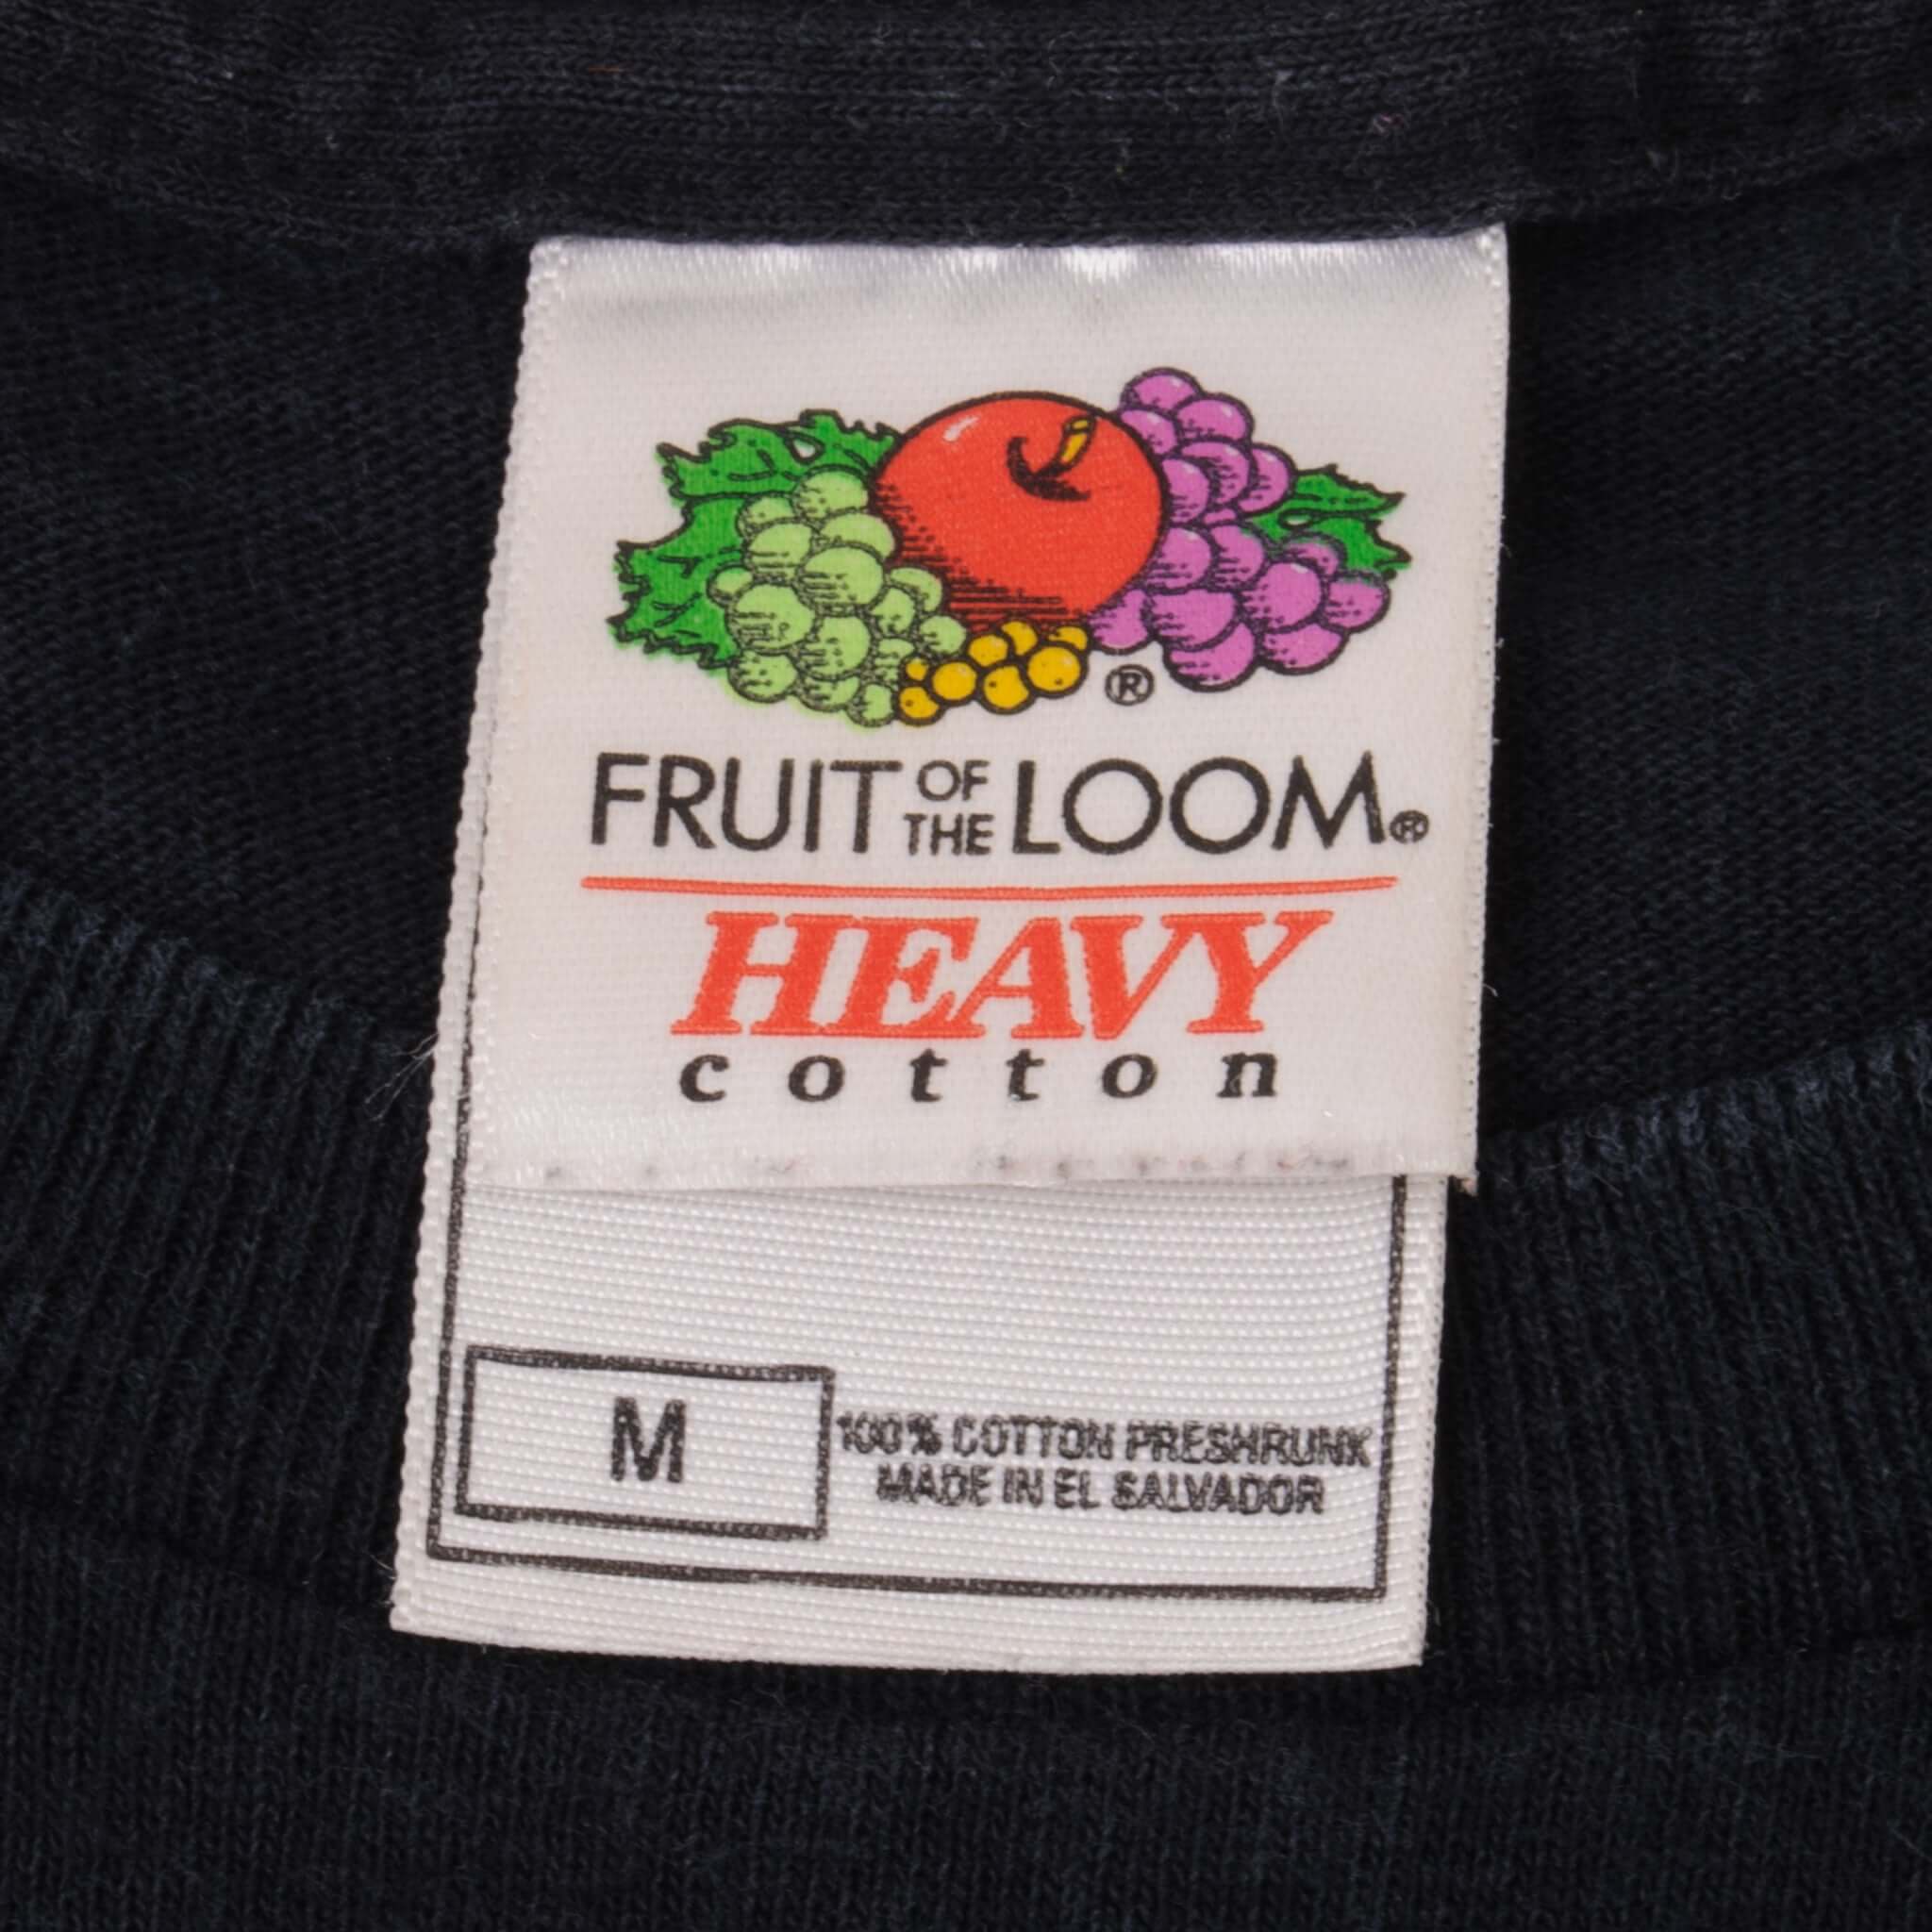 ®
FRUIT OF THE LOOM®
HEAVY
cotton
M
100% COTTON PRESHRUNK
MADE IN EL SALVADOR